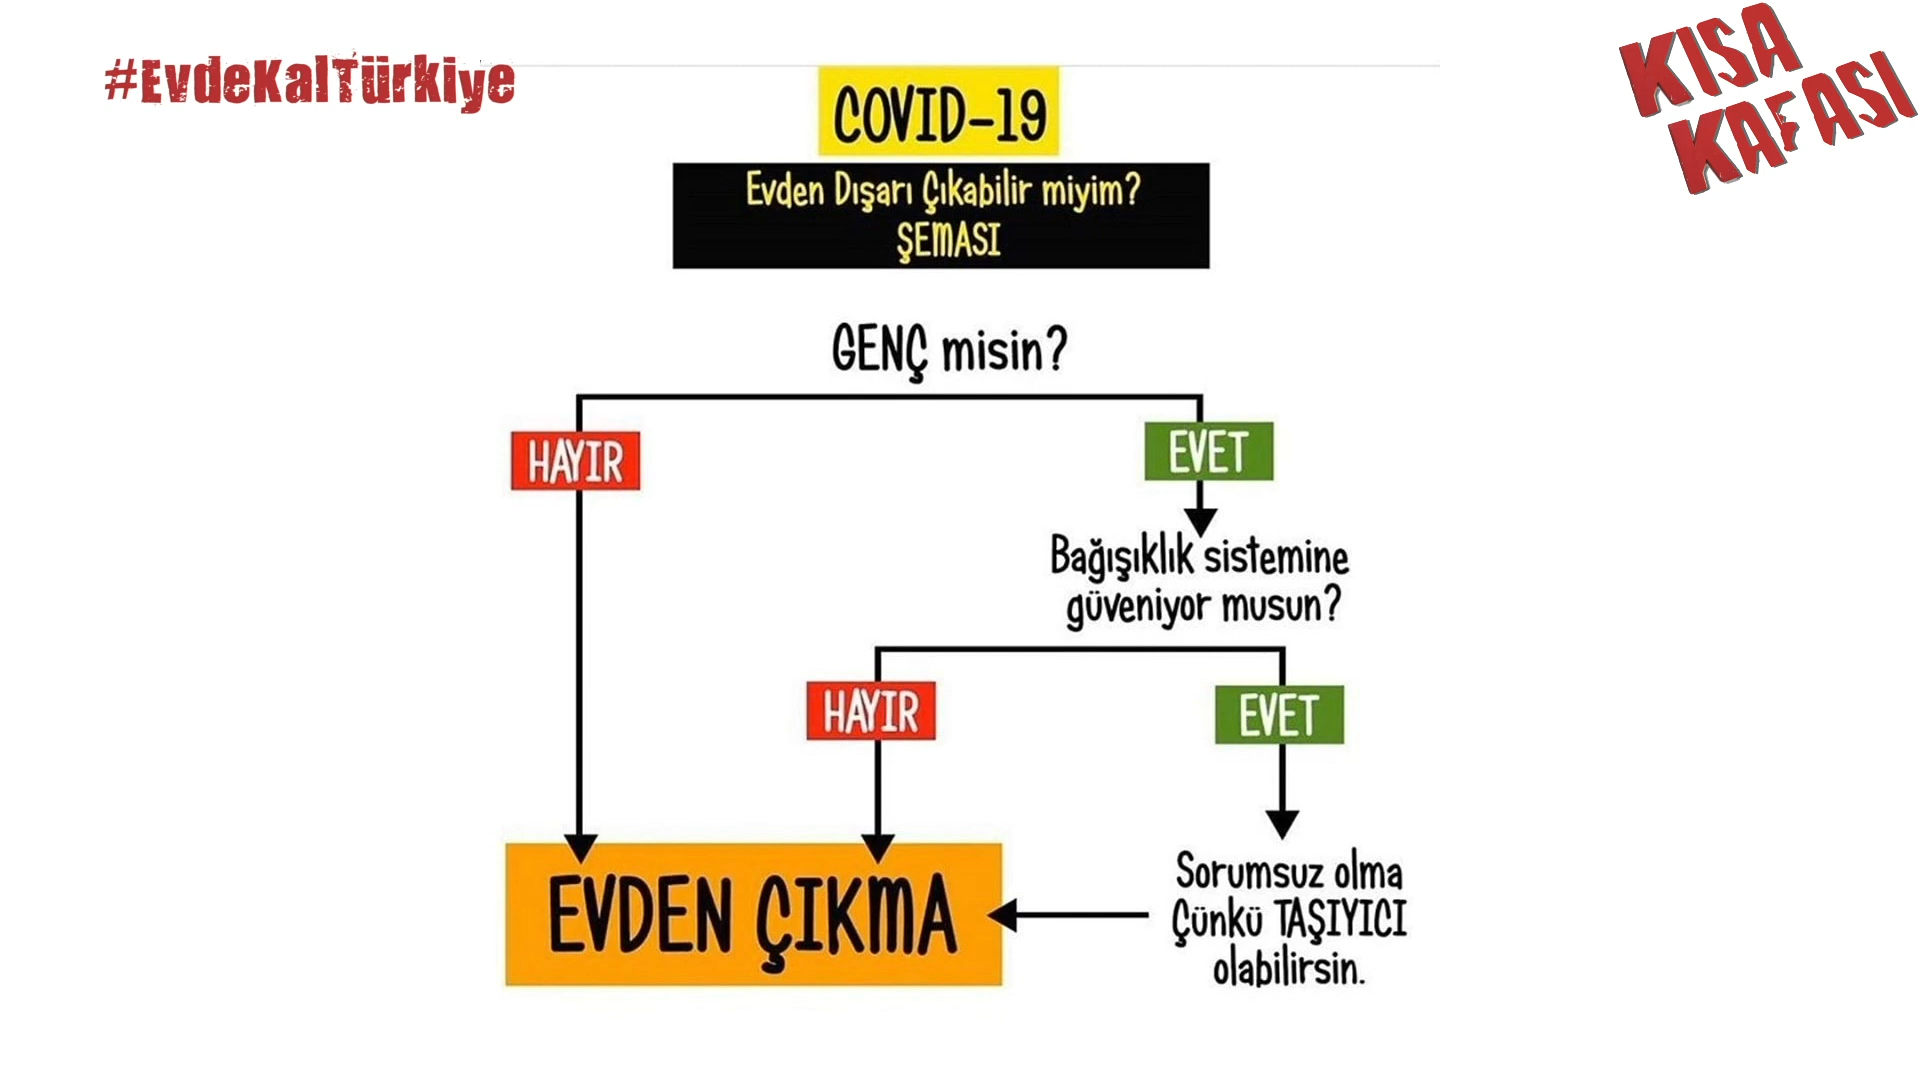 #EvdeKalTürkiye
KISA
KAFASI
COVID-19
Evden Dışarı Çıkabilir miyim?
ŞEMASI
GENÇ misin?
HAYIR
EVET
Bağışıklık sistemine
güveniyor musun?
HAYIR
EVET
Sorumsuz olma
Çünkü TAŞIYICI
olabilirsin.
EVDEN ÇIKMA